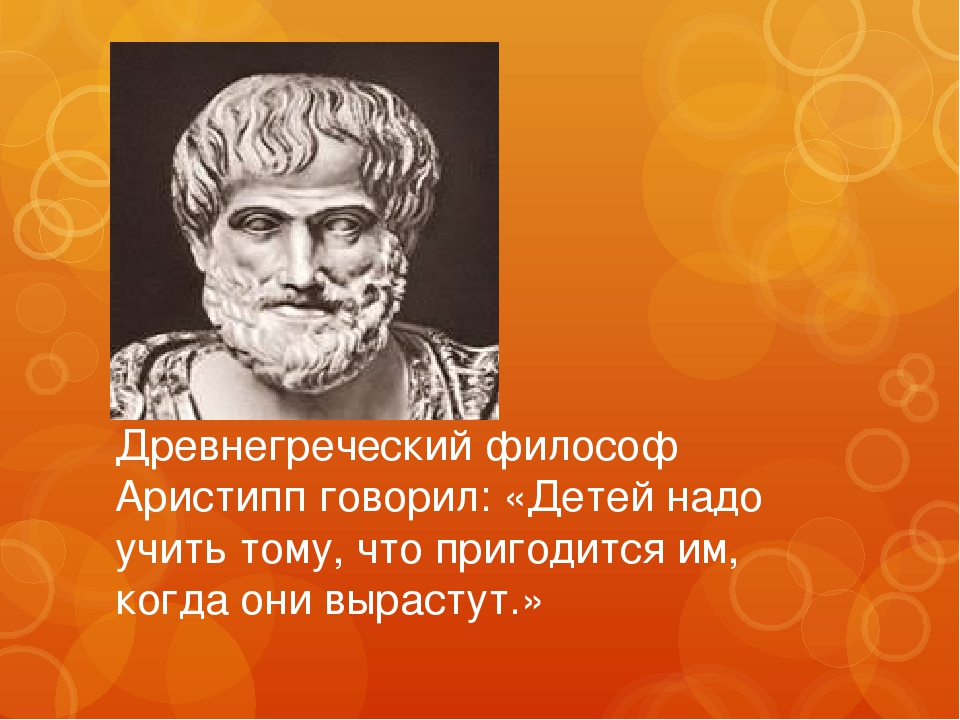 Древнегреческий философ
Аристипп говорил: «Детей надо
учить тому, что пригодится им,
когда они вырастут.»